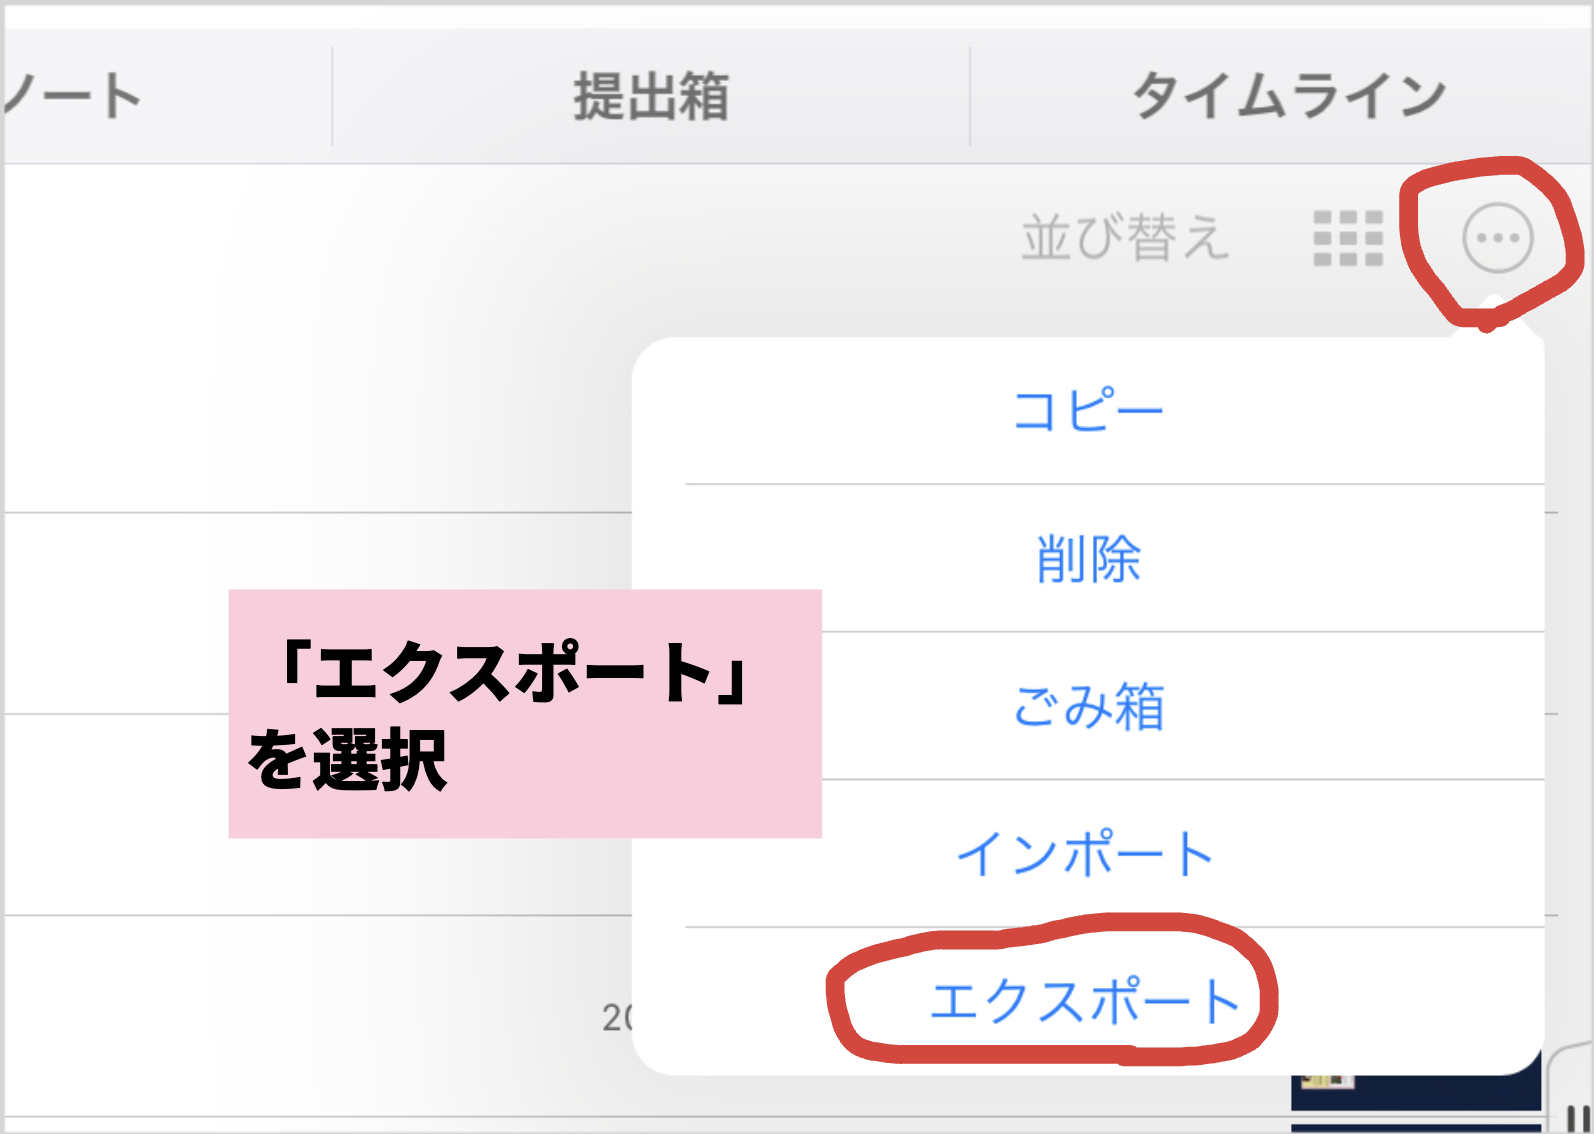 ノート
提出箱
タイムライン
並び替え
コピー
削除
「エクスポート」
を選択
ごみ箱
インポート
エクスポート
20